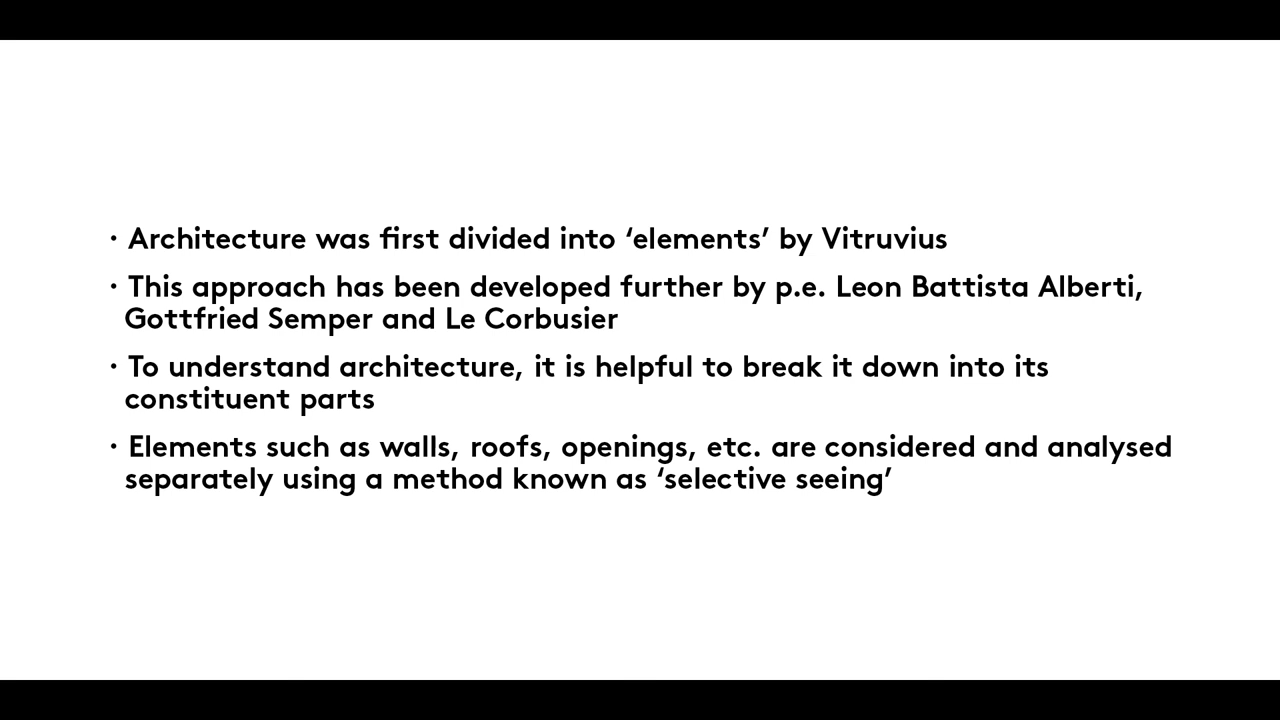 · Architecture was first divided into ‘elements’ by Vitruvius
· This approach has been developed further by p.e. Leon Battista Alberti,
Gottfried Semper and Le Corbusier
· To understand architecture, it is helpful to break it down into its
constituent parts
· Elements such as walls, roofs, openings, etc. are considered and analysed
separately using a method known as ‘selective seeing’